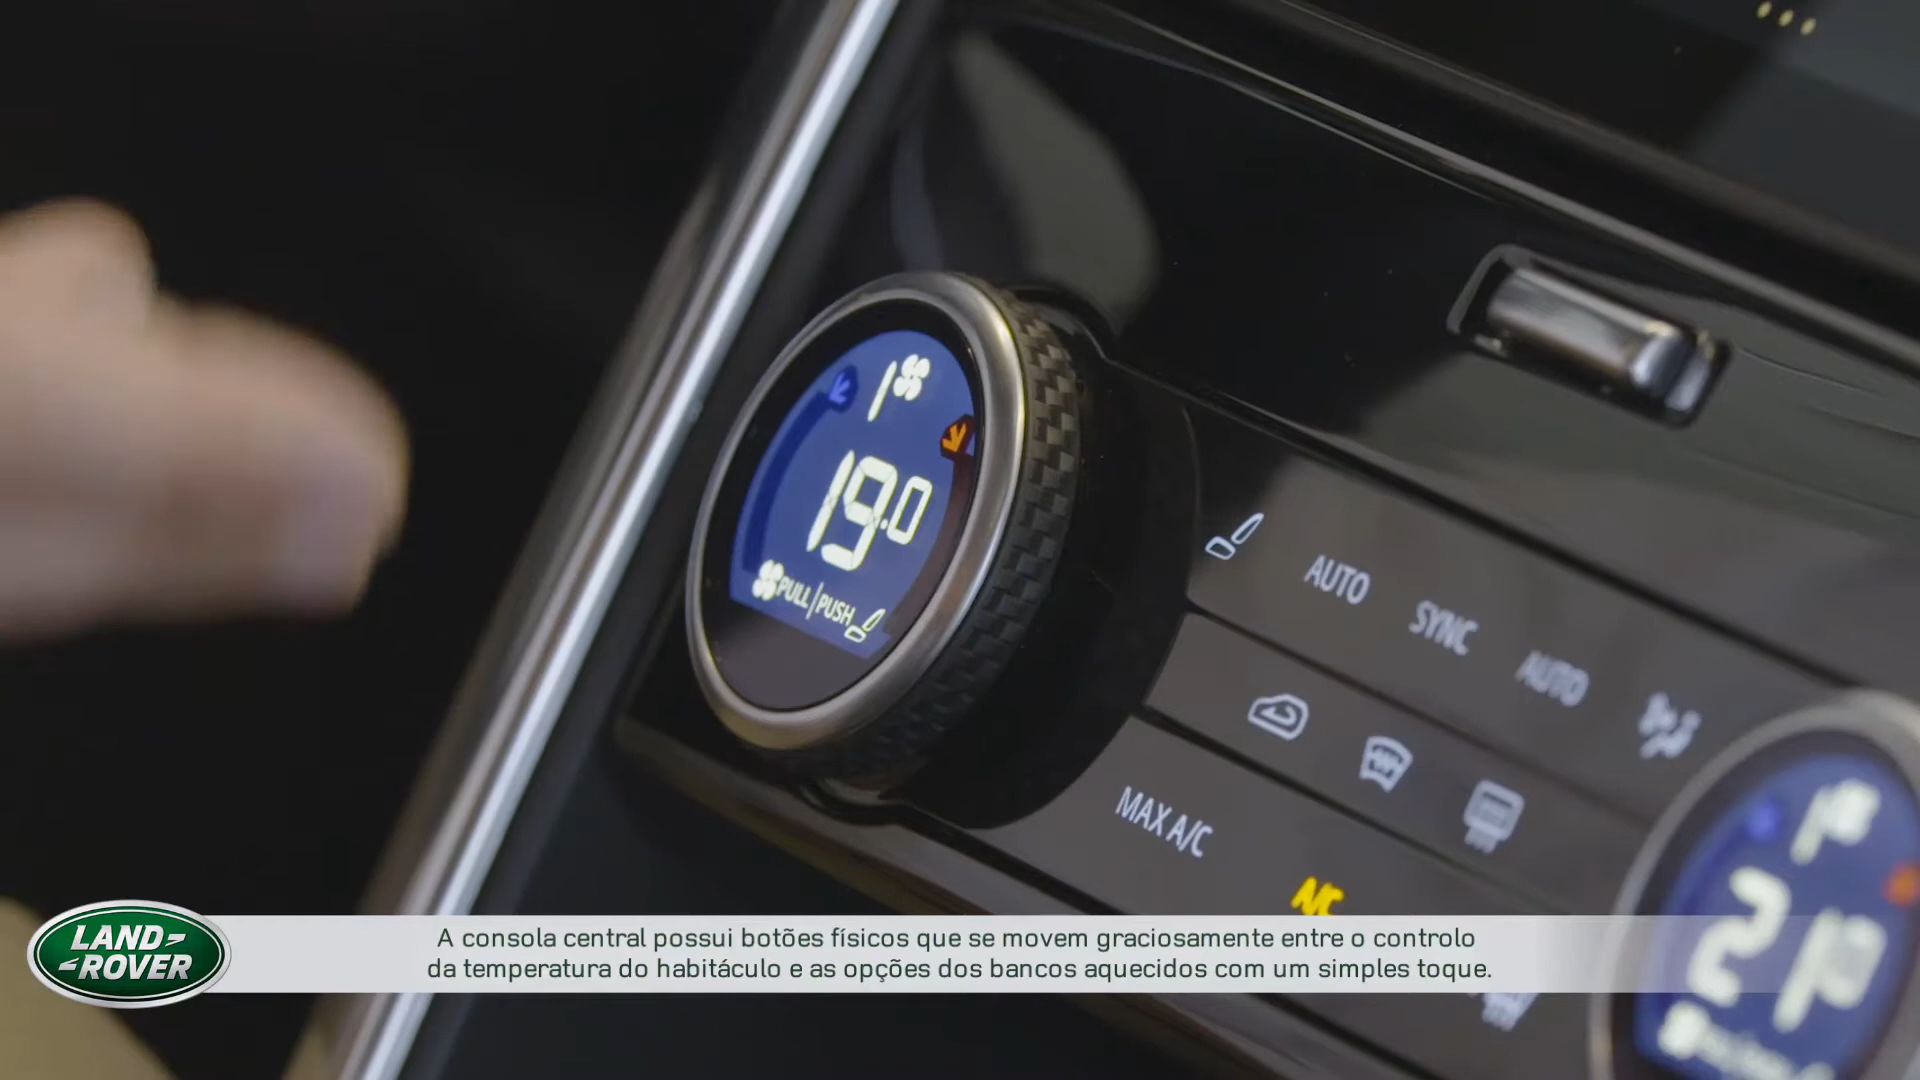 1
19.0
PULL|PUSH
AUTO
SYNC
AUTO
MAX A/C
A/C
LAND-
-ROVER
A consola central possui botões físicos que se movem graciosamente entre o controlo
da temperatura do habitáculo e as opções dos bancos aquecidos com um simples toque.